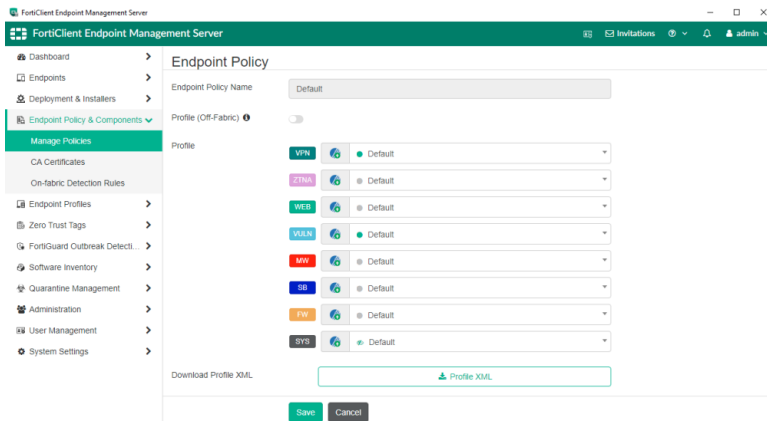 FortiClient Endpoint Management Server
FortiClient Endpoint Management Server
Invitations
admin
Dashboard
Endpoints
Deployment & Installers
Endpoint Policy & Components
Manage Policies
CA Certificates
On-fabric Detection Rules
Endpoint Profiles
Zero Trust Tags
FortiGuard Outbreak Detecti...
Software Inventory
Quarantine Management
Administration
User Management
System Settings
Endpoint Policy
Endpoint Policy Name
Default
Profile (Off-Fabric)
Profile
VPN Default
ZTNA Default
WEB Default
VULN Default
MW Default
SB Default
FW Default
SYS Default
Download Profile XML
Profile XML
Save Cancel